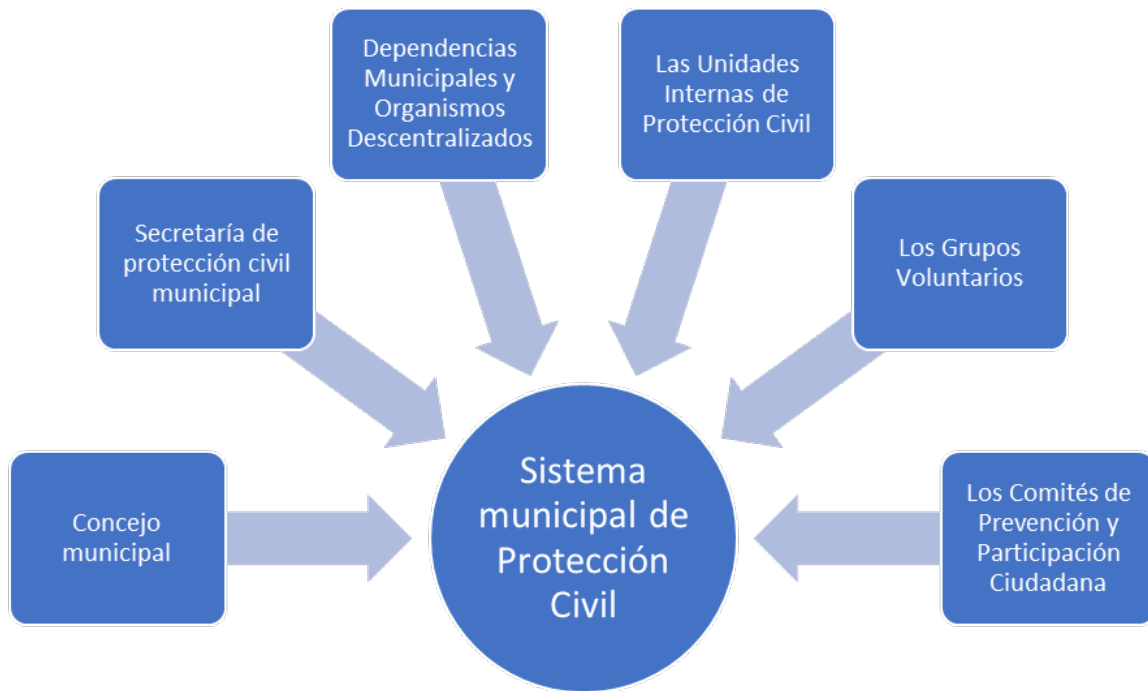 Dependencias
Municipales y
Organismos
Descentralizados
Las Unidades
Internas de
Protección Civil
Secretaría de
protección civil
municipal
Los Grupos
Voluntarios
Concejo
municipal
Sistema
municipal de
Protección
Civil
Los Comités de
Prevención y
Participación
Ciudadana